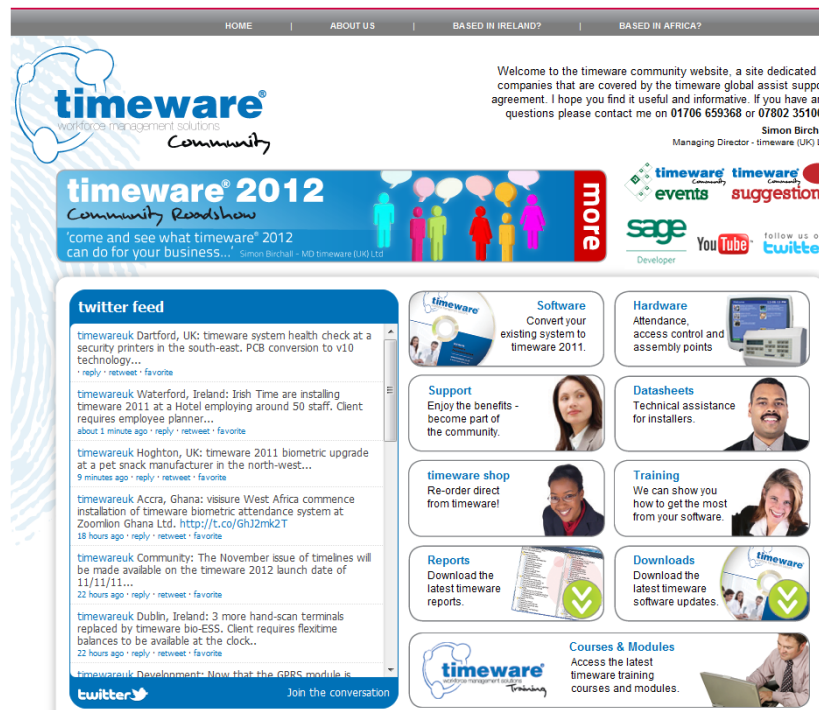 HOME | ABOUT US | BASED IN IRELAND? | BASED IN AFRICA?
timeware®
workforce management solutions
Community
Welcome to the timeware community website, a site dedicated
companies that are covered by the timeware global assist
agreement. I hope you find it useful and informative. If you have
questions please contact me on 01706 659368 or 07802
Simon
Managing Director - timeware (UK)
timeware® 2012
Community Roadshow
'come and see what timeware® 2012
can do for your business...' Simon Birchall - MD timeware (UK) Ltd
more
timeware Community events
timeware Community
sage
Developer
YouTube
follow us
twitter feed
timewareuk Dartford, UK: timeware system health check at a
security printers in the south-east. PCB conversion to v10
technology...
· reply · retweet · favorite
timewareuk Waterford, Ireland: Irish Time are installing
timeware 2011 at a Hotel employing around 50 staff. Client
requires employee planner...
about 1 minute ago · reply · retweet · favorite
timewareuk Hoghton, UK: timeware 2011 biometric upgrade
at a pet snack manufacturer in the north-west...
9 minutes ago · reply · retweet · favorite
timewareuk Accra, Ghana: visisure West Africa commence
installation of timeware biometric attendance system at
Zoomlion Ghana Ltd. http://t.co/GhJ2mk2T
18 hours ago · reply · retweet · favorite
timewareuk Community: The November issue of timelines will
be made available on the timeware 2012 launch date of
11/11/11...
22 hours ago · reply · retweet · favorite
timewareuk Dublin, Ireland: 3 more hand-scan terminals
replaced by timeware bio-ESS. Client requires flexitime
balances to be available at the clock..
22 hours ago · reply · retweet · favorite
timewareuk Development: Now that the GPRS module is
twitter
Join the conversation
timeware
Software
Convert your
existing system to
timeware 2011.
Hardware
Attendance,
access control and
assembly points
Support
Enjoy the benefits -
become part of
the community.
Datasheets
Technical assistance
for installers.
timeware shop
Re-order direct
from timeware!
Training
We can show you
how to get the most
from your software.
Reports
Download the
latest timeware
reports.
Downloads
Download the
latest timeware
software updates.
timeware
timeware®
workforce management solutions
Training
Courses & Modules
Access the latest
timeware training
courses and modules.